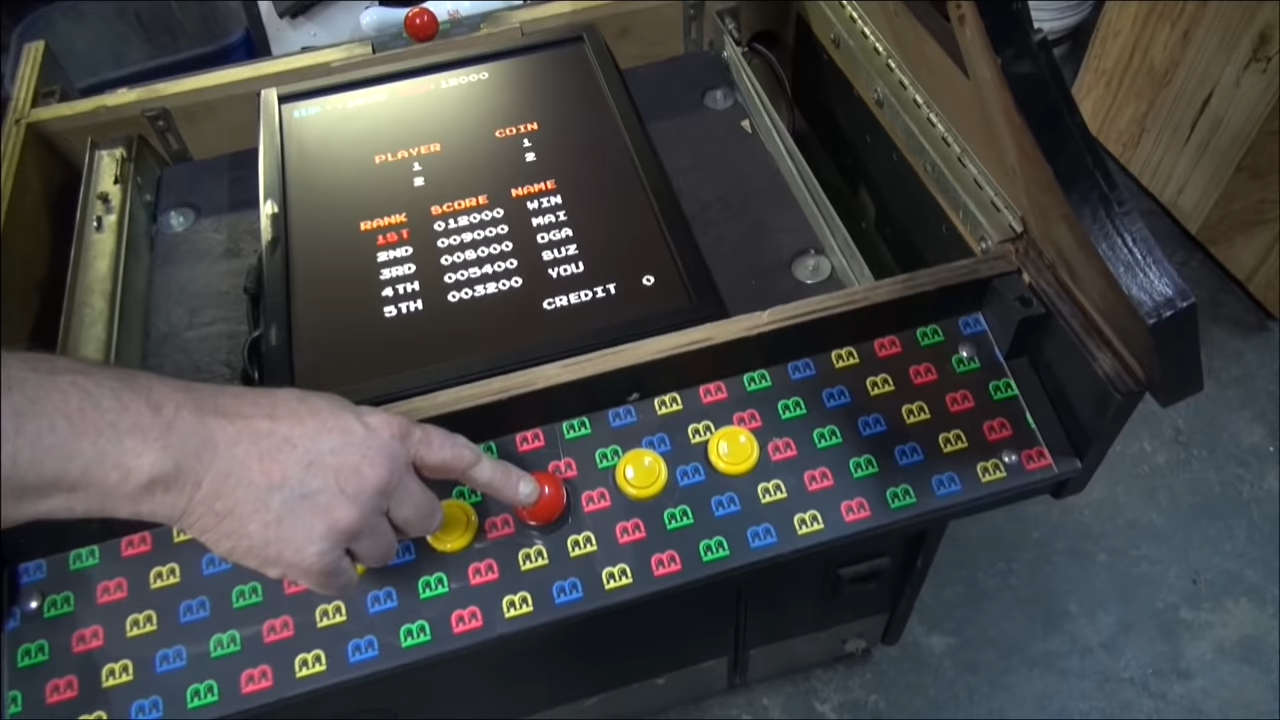 12000
PLAYER COIN
1 1
2 2
RANK SCORE NAME
1ST 012000 WIN
2ND 009000 MAI
3RD 008000 OGA
4TH 005400 SUZ
5TH 003200 YOU
CREDIT 0